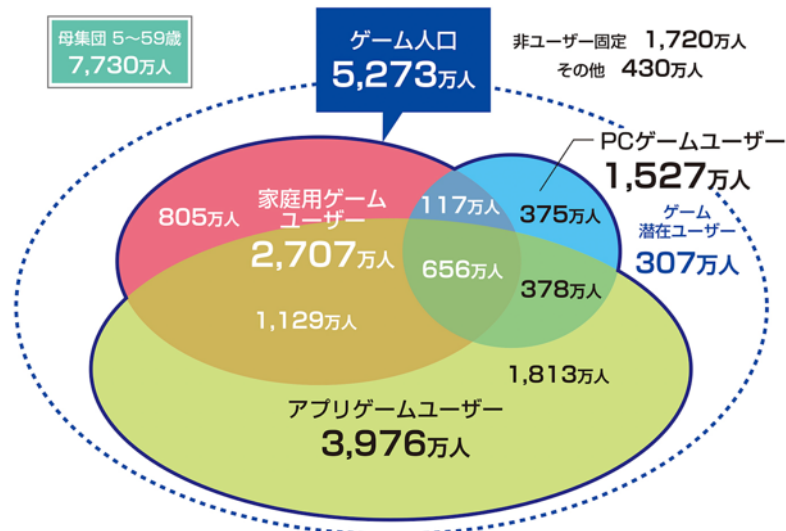 母集団 5〜59歳
7,730万人
ゲーム人口
5,273万人
非ユーザー固定 1,720万人
その他 430万人
PCゲームユーザー
1,527万人
ゲーム
潜在ユーザー
307万人
家庭用ゲーム
ユーザー
2,707万人
805万人
117万人
375万人
656万人
378万人
1,129万人
1,813万人
アプリゲームユーザー
3,976万人